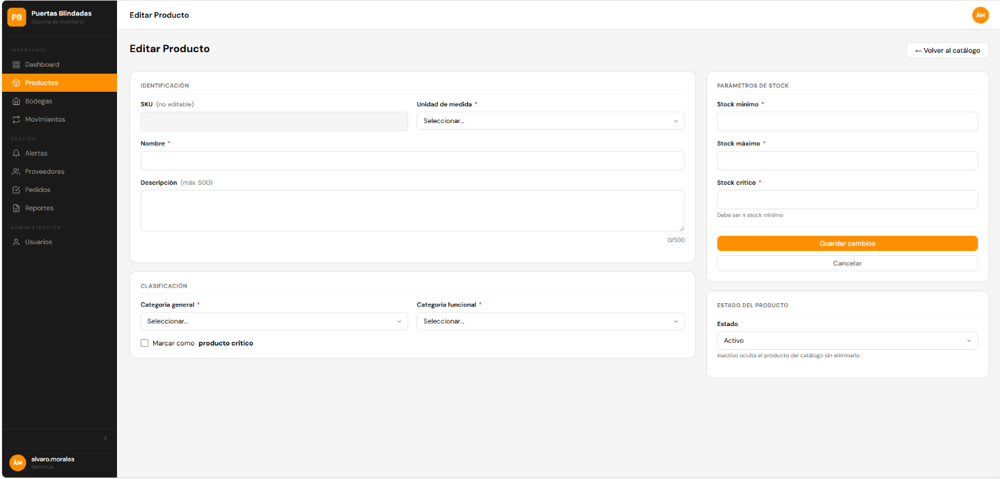 PB
Puertas Blindadas
Sistema de Inventario
INVENTARIO
Dashboard
Productos
Bodegas
Movimientos
GESTIÓN
Alertas
Proveedores
Pedidos
Reportes
ADMINISTRACIÓN
Usuarios
ÁM
alvaro.morales
Gerencia
Editar Producto
ÁM
Editar Producto
← Volver al catálogo
IDENTIFICACIÓN
SKU (no editable)
Unidad de medida *
Seleccionar...
Nombre *
Descripción (máx. 500)
0/500
CLASIFICACIÓN
Categoría general *
Seleccionar...
Categoría funcional *
Seleccionar...
Marcar como producto crítico
PARÁMETROS DE STOCK
Stock mínimo *
Stock máximo *
Stock crítico *
Debe ser ≤ stock mínimo
Guardar cambios
Cancelar
ESTADO DEL PRODUCTO
Estado
Activo
Inactivo oculta el producto del catálogo sin eliminarlo